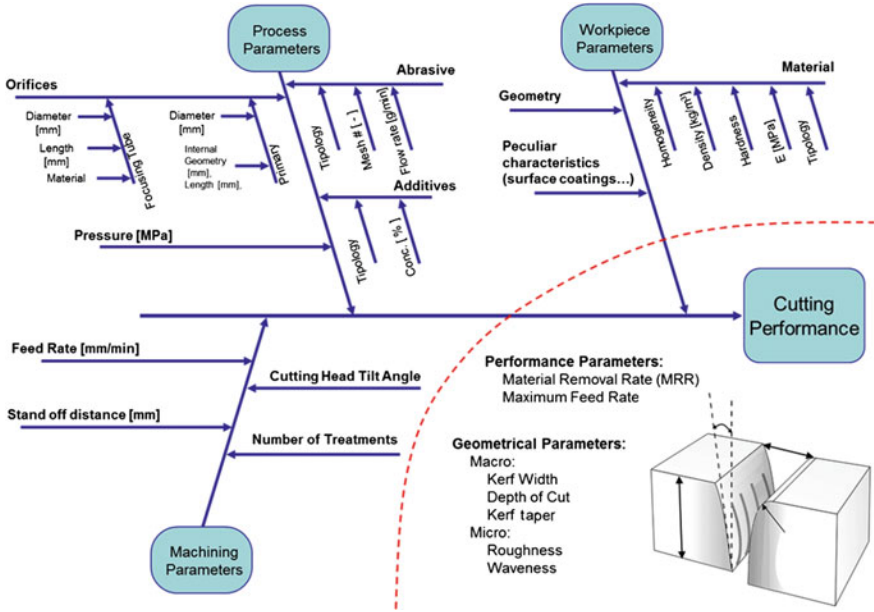 Process
Parameters
Orifices
Diameter
[mm]
Length
[mm]
Material
Focusing Tube
Diameter
[mm]
Internal
Geometry
[mm],
Length [mm],
Primary
Abrasive
Tipology
Mesh # [ - ]
Flow rate [g/min]
Additives
Tipology
Conc. [ % ]
Pressure [MPa]
Workpiece
Parameters
Material
Homogeneity
Density [kg/m³]
Hardness
E [MPa]
Tipology
Geometry
Peculiar
characteristics
(surface coatings...)
Cutting
Performance
Feed Rate [mm/min]
Cutting Head Tilt Angle
Stand off distance [mm]
Number of Treatments
Machining
Parameters
Performance Parameters:
Material Removal Rate (MRR)
Maximum Feed Rate
Geometrical Parameters:
Macro:
Kerf Width
Depth of Cut
Kerf taper
Micro:
Roughness
Waveness